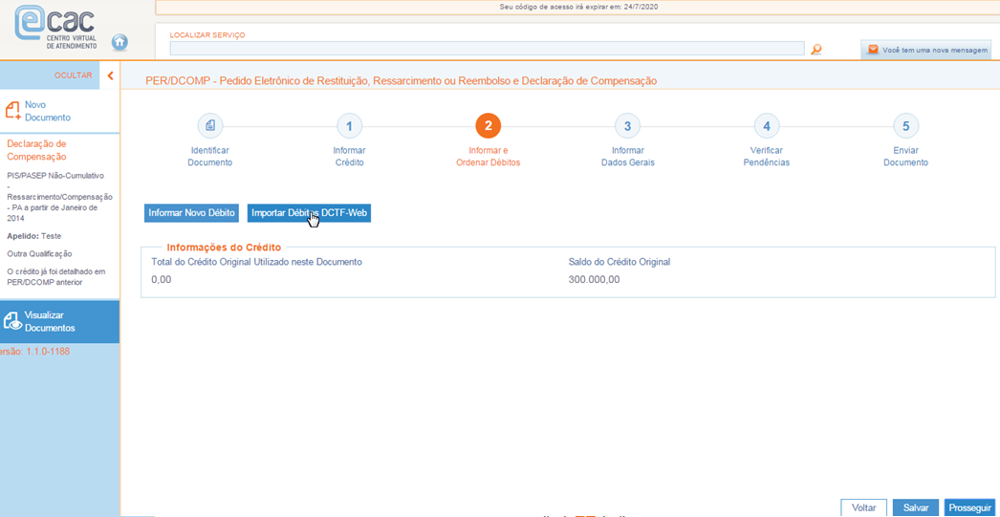 Seu código de acesso irá expirar em: 24/7/2020
ecac
CENTRO VIRTUAL
DE ATENDIMENTO
LOCALIZAR SERVIÇO
Você tem uma nova mensagem
OCULTAR
PER/DCOMP - Pedido Eletrônico de Restituição, Ressarcimento ou Reembolso e Declaração de Compensação
Novo
Documento
Declaração de
Compensação
PIS/PASEP Não-Cumulativo
-
Ressarcimento/Compensação
- PA a partir de Janeiro de
2014
Apelido: Teste
Outra Qualificação
O crédito já foi detalhado em
PER/DCOMP anterior
Visualizar
Documentos
ersão: 1.1.0-1188
Identificar
Documento
1
Informar
Crédito
2
Informar e
Ordenar Débitos
3
Informar
Dados Gerais
4
Verificar
Pendências
5
Enviar
Documento
Informar Novo Débito
Importar Débitos DCTF-Web
Informações do Crédito
Total do Crédito Original Utilizado neste Documento
0,00
Saldo do Crédito Original
300.000,00
Voltar
Salvar
Prosseguir